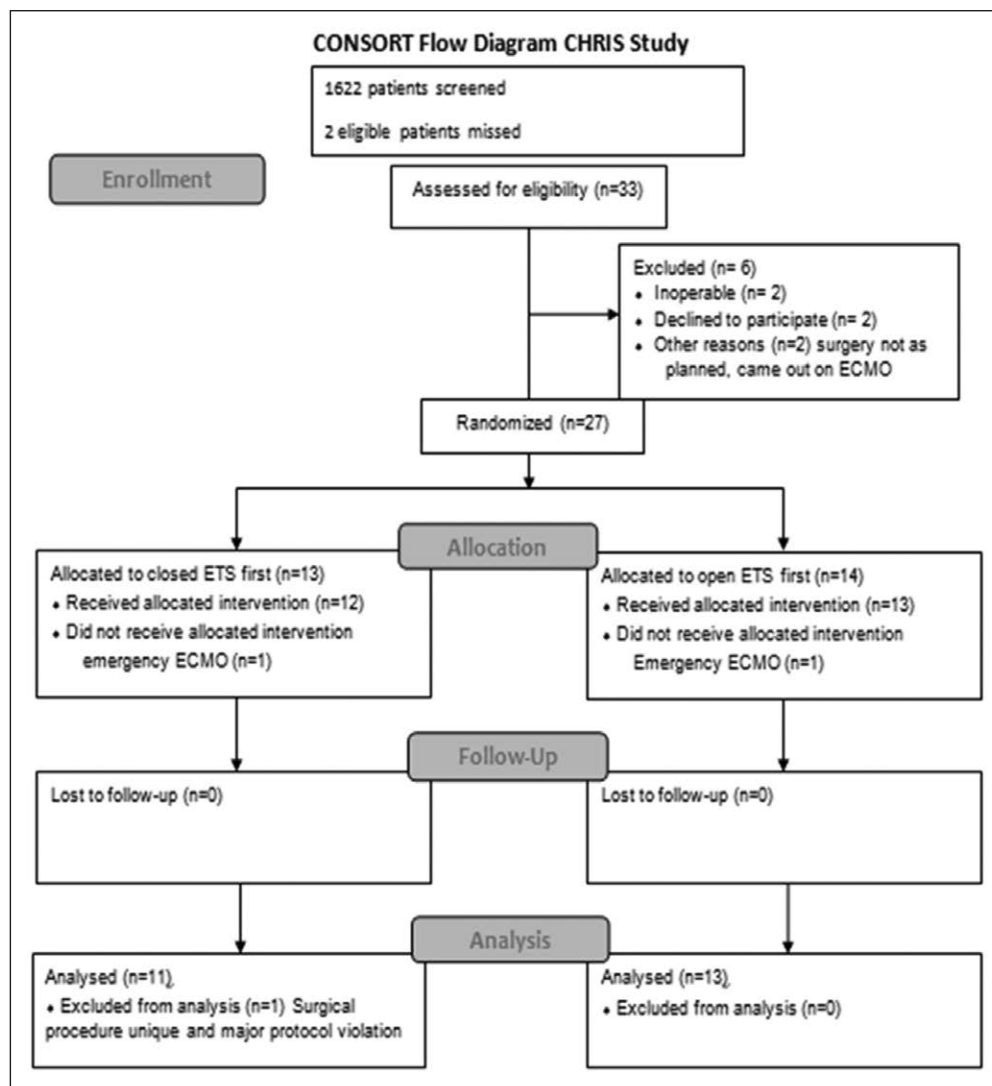 CONSORT Flow Diagram CHRIS Study
1622 patients screened
2 eligible patients missed
Enrollment
Assessed for eligibility (n=33)
Excluded (n= 6)
• Inoperable (n= 2)
• Declined to participate (n= 2)
• Other reasons (n=2) surgery not as
planned, came out on ECMO
Randomized (n=27)
Allocation
Allocated to closed ETS first (n=13)
• Received allocated intervention (n=12)
• Did not receive allocated intervention
emergency ECMO (n=1)
Allocated to open ETS first (n=14)
• Received allocated intervention (n=13)
• Did not receive allocated intervention
Emergency ECMO (n=1)
Follow-Up
Lost to follow-up (n=0)
Lost to follow-up (n=0)
Analysis
Analysed (n=11).
• Excluded from analysis (n=1) Surgical
procedure unique and major protocol violation
Analysed (n=13).
• Excluded from analysis (n=0)